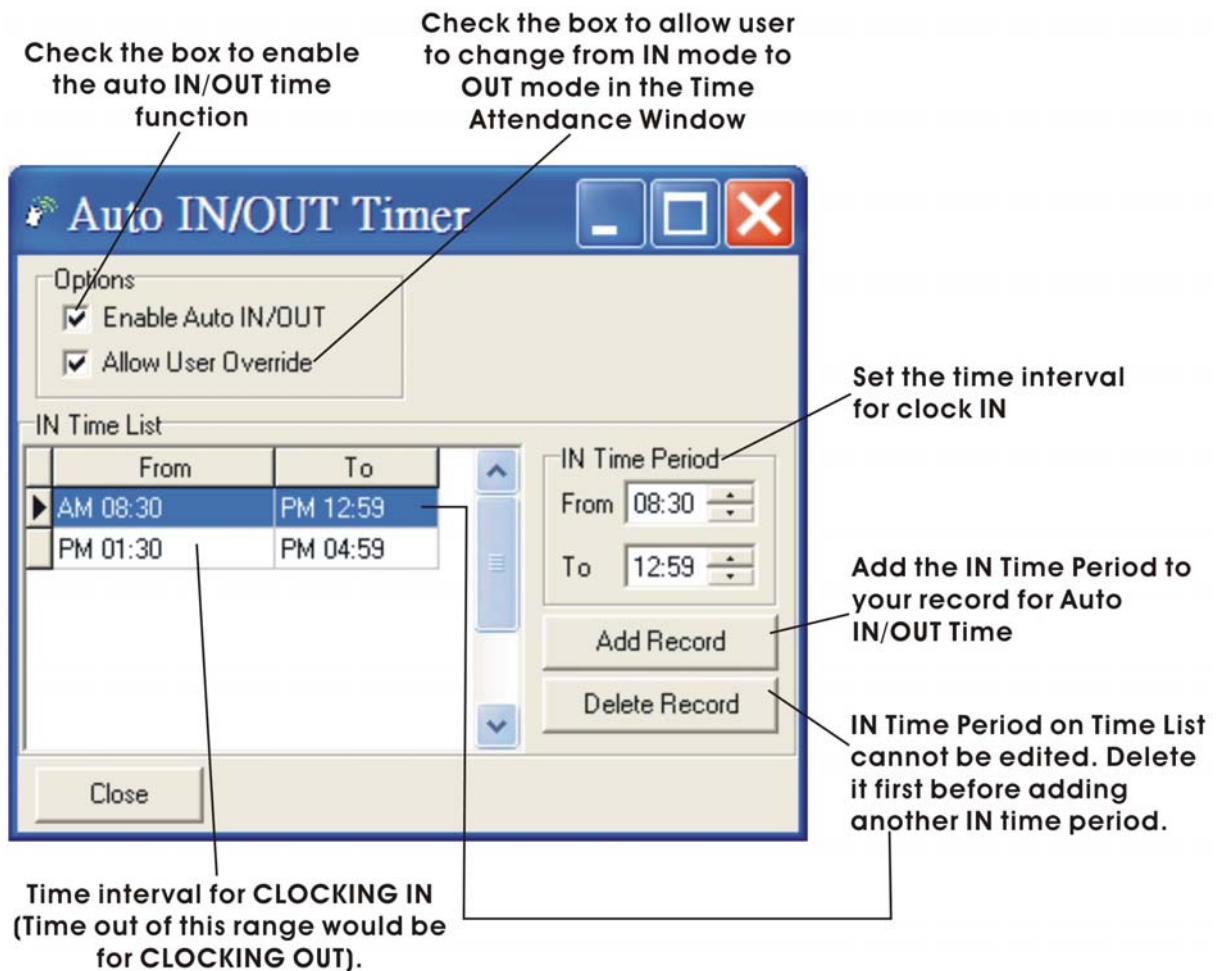 Check the box to enable
the auto IN/OUT time
function
Check the box to allow user
to change from IN mode to
OUT mode in the Time
Attendance Window
Auto IN/OUT Timer
Options
Enable Auto IN/OUT
Allow User Override
Set the time interval
for clock IN
IN Time List
From To
AM 08:30 PM 12:59
PM 01:30 PM 04:59
IN Time Period
From 08:30
To 12:59
Add Record
Delete Record
Add the IN Time Period to
your record for Auto
IN/OUT Time
IN Time Period on Time List
cannot be edited. Delete
it first before adding
another IN time period.
Close
Time interval for CLOCKING IN
(Time out of this range would be
for CLOCKING OUT).